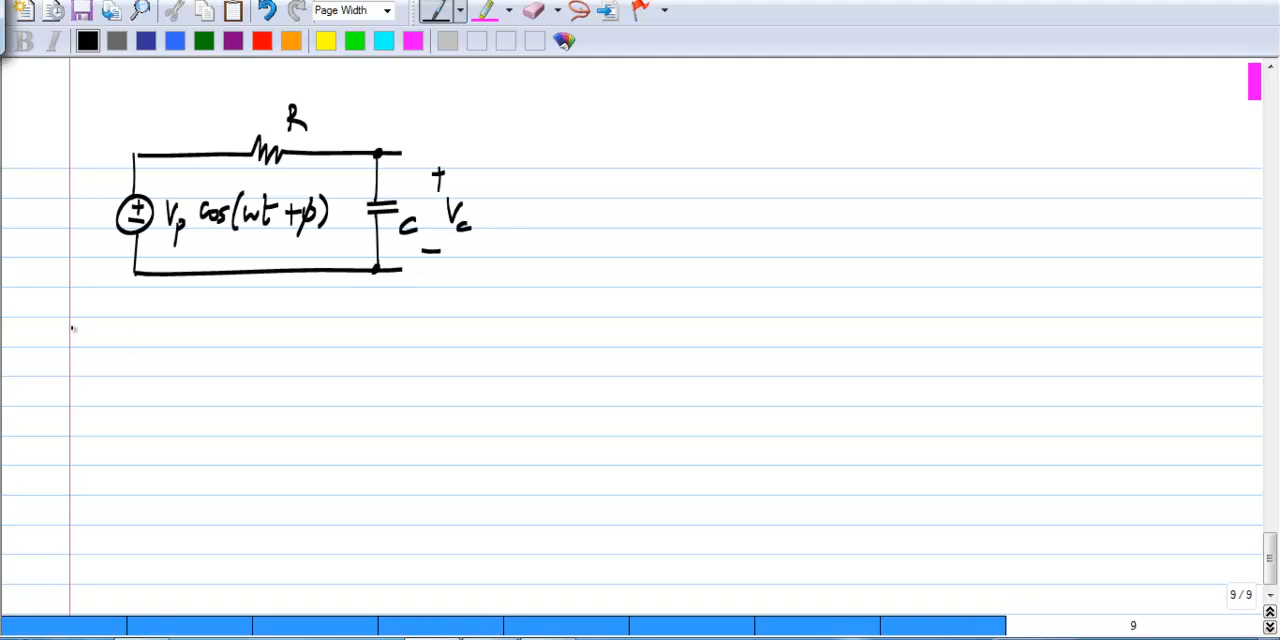 Page Width
B I
R
+
Vp cos(ωt + φ)
C
+
Vc
−
9 / 9
9